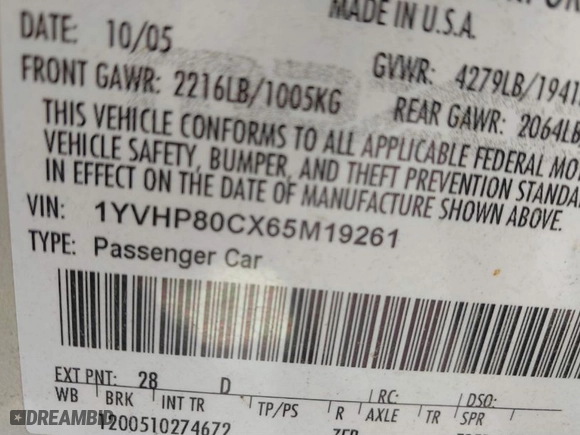 MADE IN U.S.A.
DATE: 10/05
GVWR: 4279LB/1941
FRONT GAWR: 2216LB/1005KG
REAR GAWR: 2064LB
THIS VEHICLE CONFORMS TO ALL APPLICABLE FEDERAL MO
VEHICLE SAFETY, BUMPER, AND THEFT PREVENTION STANDA
IN EFFECT ON THE DATE OF MANUFACTURE SHOWN ABOVE.
VIN: 1YVHP80CX65M19261
TYPE: Passenger Car
EXT PNT: 28 D RC: DSO:
WB BRK INT TR TP/PS R AXLE TR SPR
1200510274672
DREAMBID